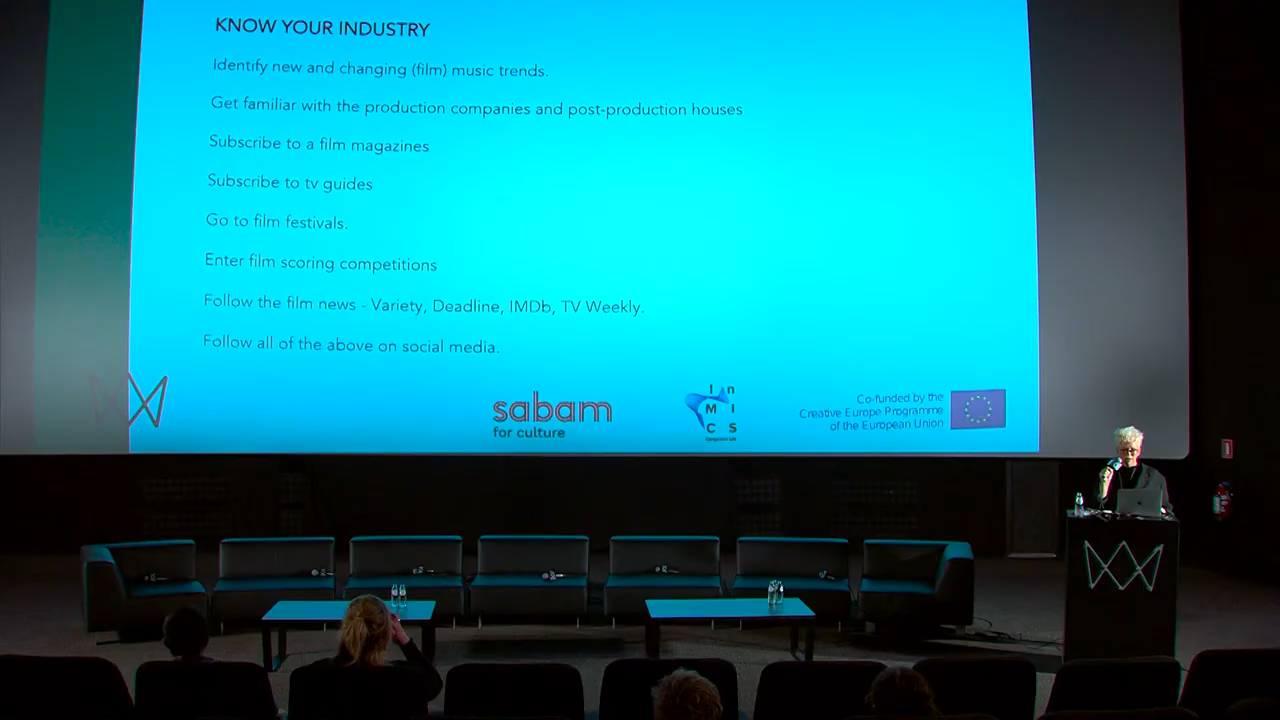 KNOW YOUR INDUSTRY
Identify new and changing (film) music trends.
Get familiar with the production companies and post-production houses
Subscribe to a film magazines
Subscribe to tv guides
Go to film festivals.
Enter film scoring competitions
Follow the film news - Variety, Deadline, IMDb, TV Weekly.
Follow all of the above on social media.
sabam
for culture
I n
M I
C S
Co-funded by the
Creative Europe Programme
of the European Union